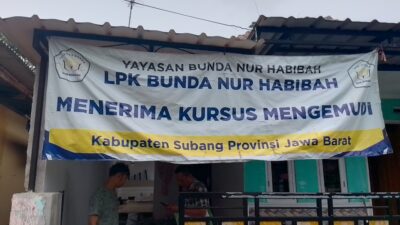 YAYASAN BUNDA NUR HABIBAH
LPK BUNDA NUR HABIBAH
MENERIMA KURSUS MENGEMUDI
Kabupaten Subang Provinsi Jawa Barat